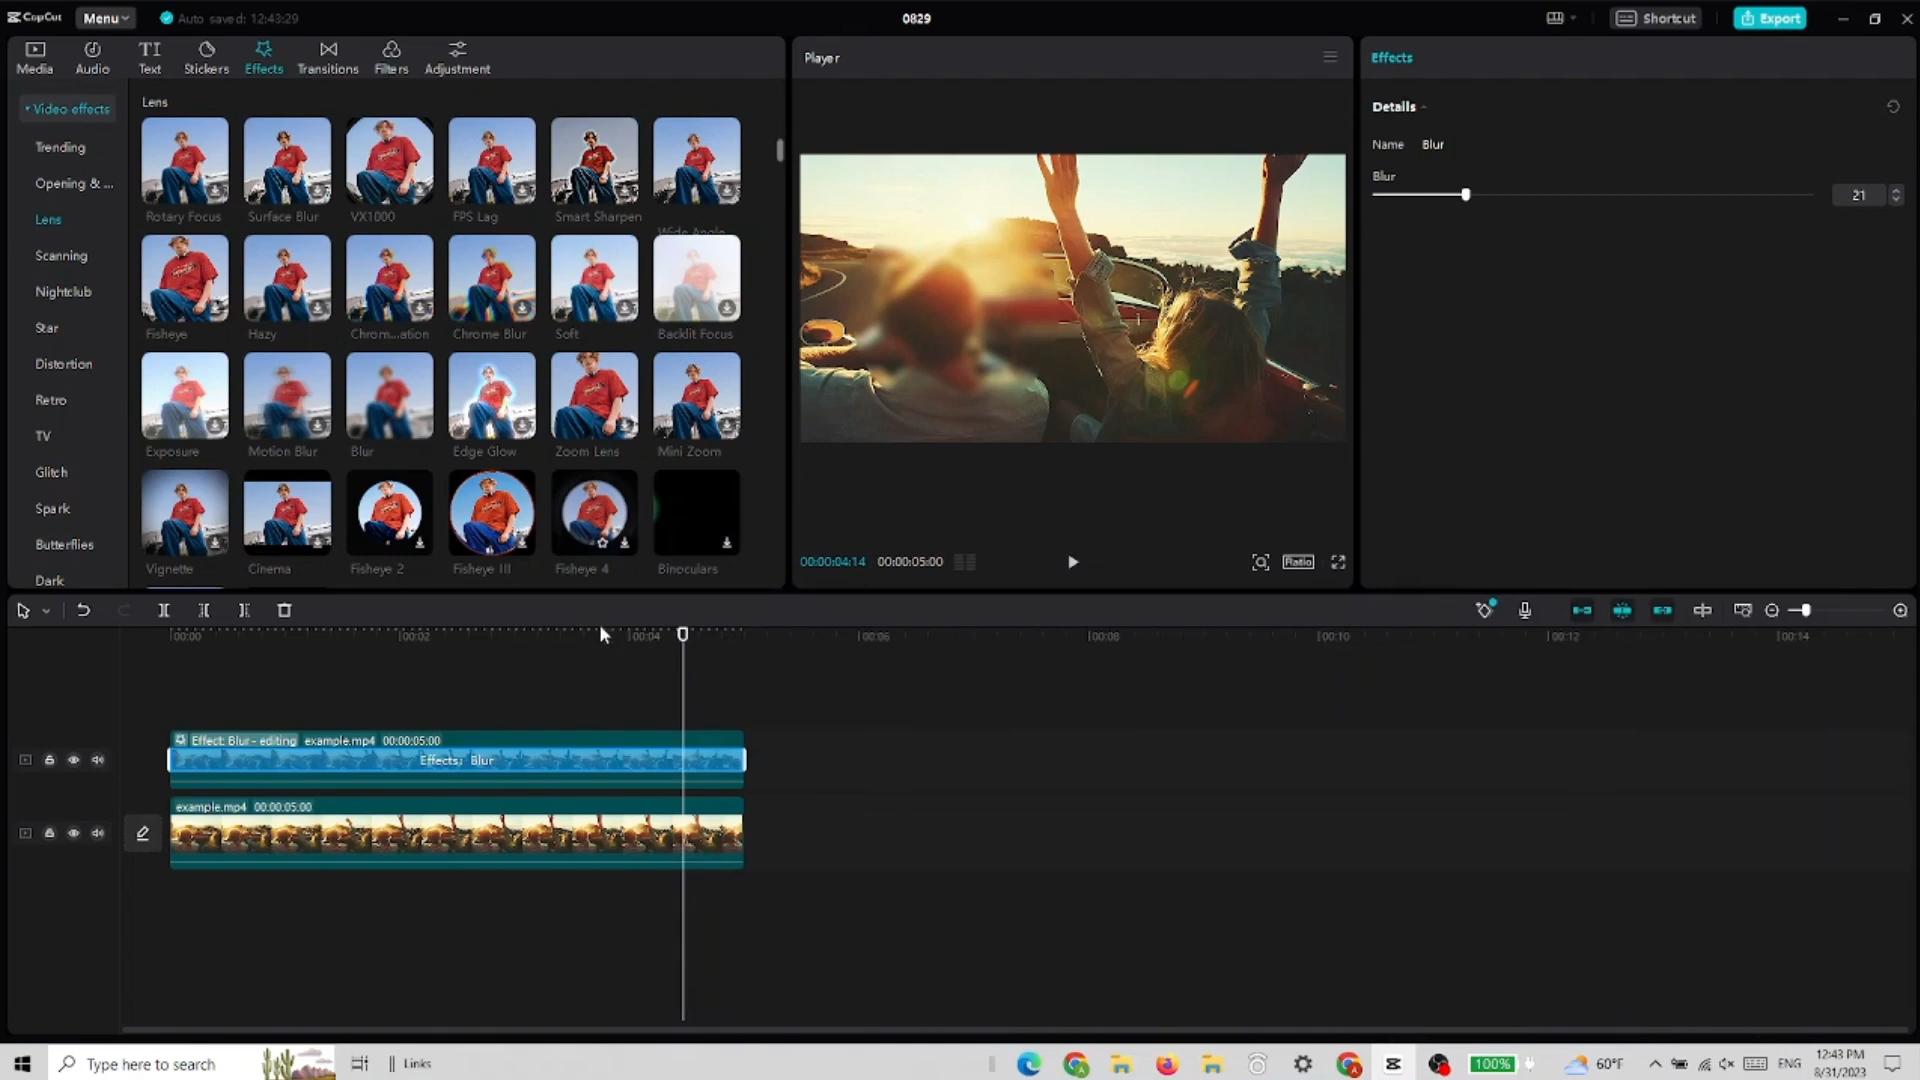 CapCut
Menu
Auto saved: 12:43:29
0829
Shortcut
Export
Media
Audio
TI
Text
Stickers
Effects
Transitions
Filters
Adjustment
Video effects
Trending
Opening & ...
Lens
Scanning
Nightclub
Star
Distortion
Retro
TV
Glitch
Spark
Butterflies
Dark
Lens
Rotary Focus
Surface Blur
VX1000
FPS Lag
Smart Sharpen
Wide Angle
Fisheye
Hazy
Chrom...ation
Chrome Blur
Soft
Backlit Focus
Exposure
Motion Blur
Blur
Edge Glow
Zoom Lens
Mini Zoom
Vignette
Cinema
Fisheye 2
Fisheye III
Fisheye 4
Binoculars
Player
00:00:04:14
00:00:05:00
Ratio
Effects
Details
Name Blur
Blur
21
00:00
00:02
00:04
00:06
00:08
00:10
00:12
00:14
Effect: Blur- editing example.mp4 00:00:05:00
Effects: Blur
example.mp4 00:00:05:00
Type here to search
Links
100%
60°F
ENG
12:43 PM
8/31/2023